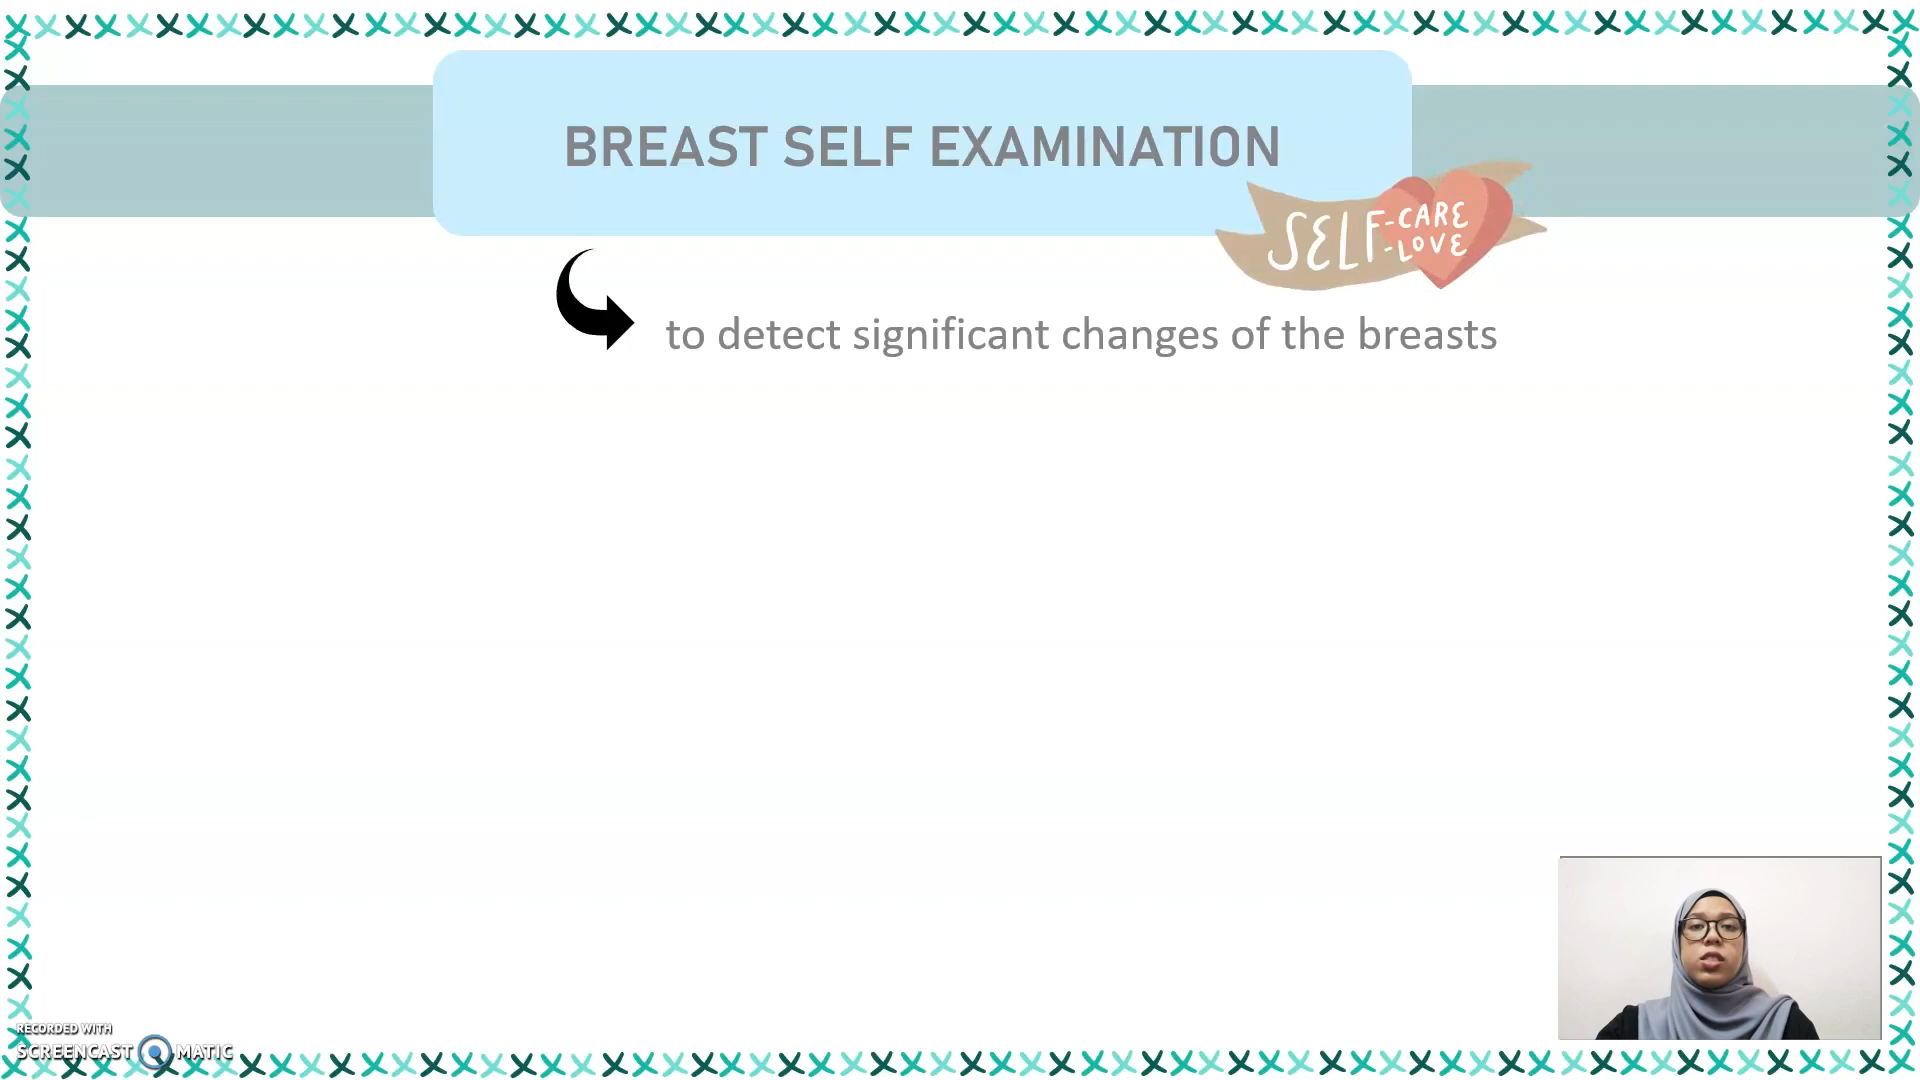 BREAST SELF EXAMINATION
SELF-CARE
-LOVE
to detect significant changes of the breasts
RECORDED WITH
SCREENCAST MATIC